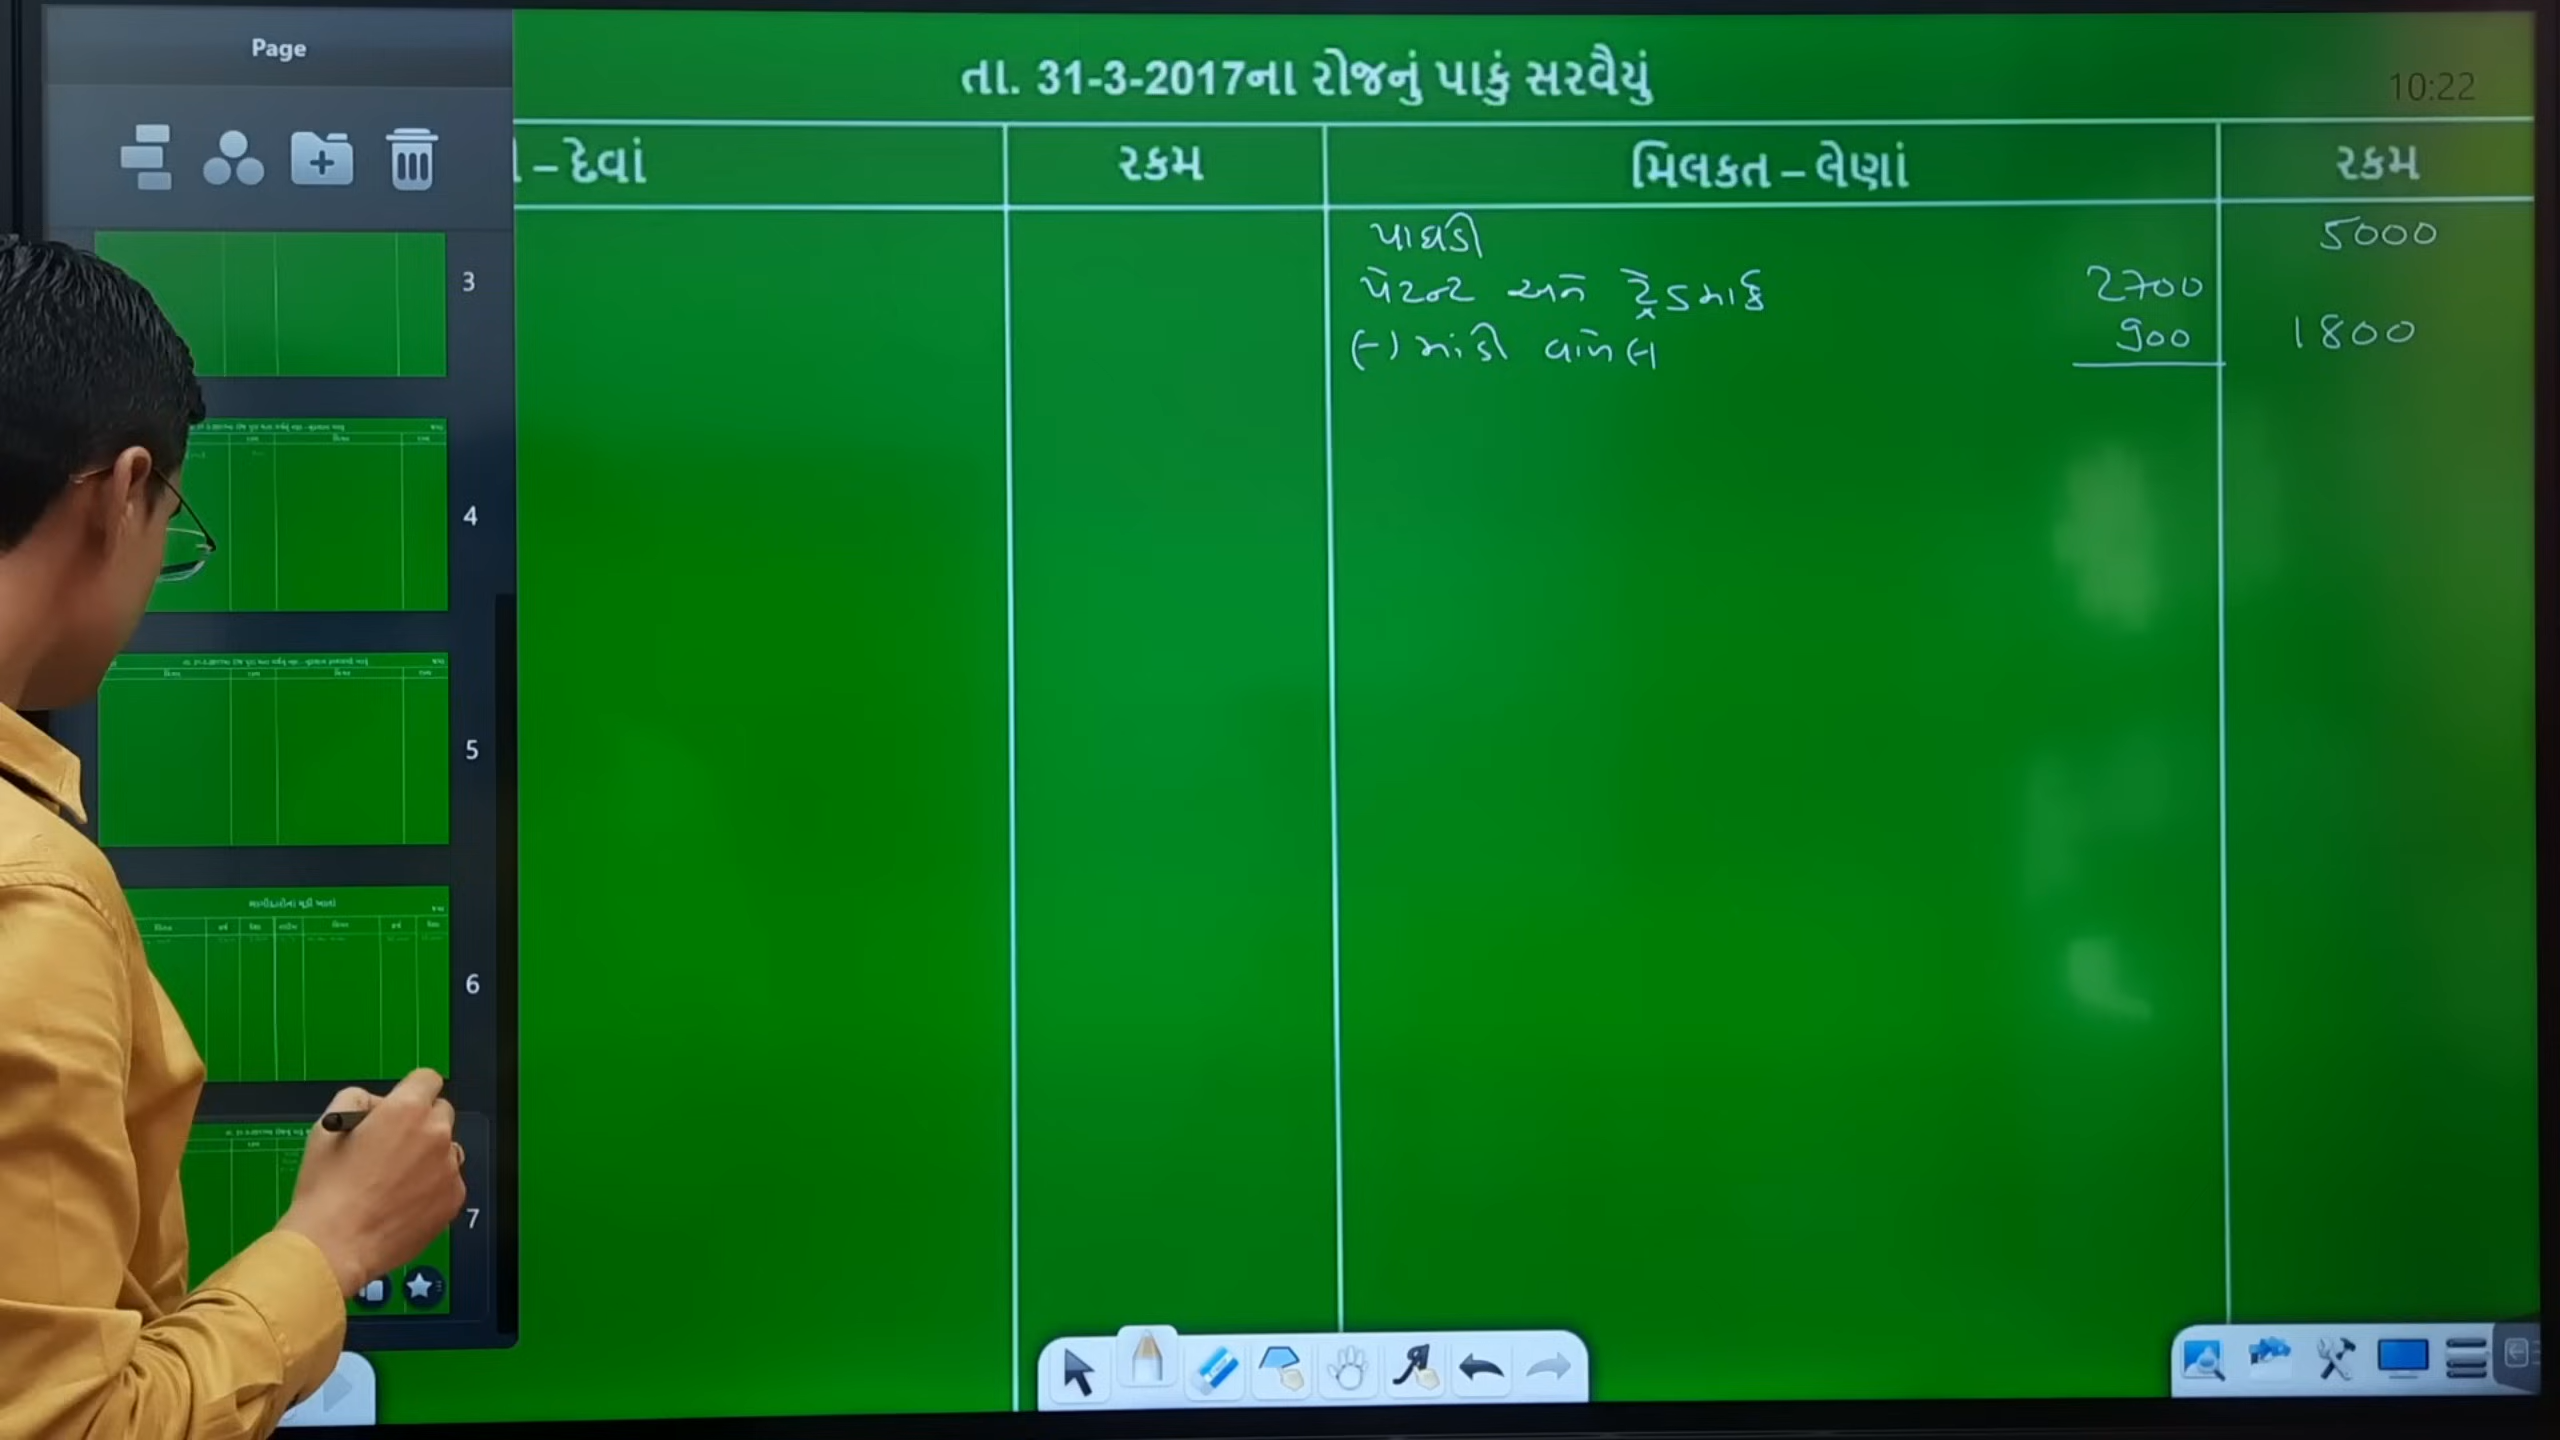 Page
તા. 31-3-2017ના રોજનું પાકું સરવૈયું
10:22
– દેવાં
રકમ
મિલકત – લેણાં
રકમ
પાઘડી 5000
પેટન્ટ અને ટ્રેડમાર્ક 2700
(-) માંડી વાળેલ 900 1800
3
4
5
6
ભાગીદારોનાં મૂડી ખાતાં
7